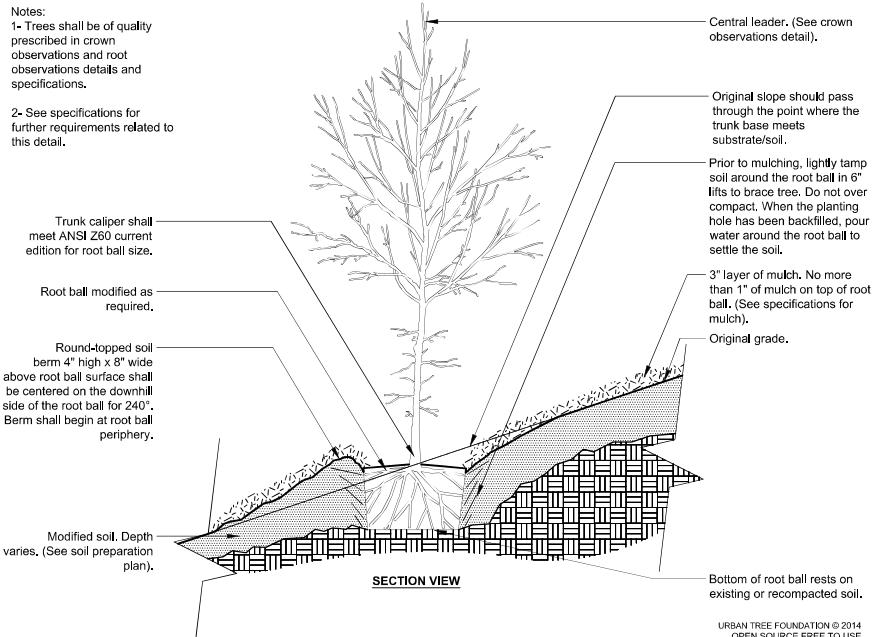 Notes:
1- Trees shall be of quality
prescribed in crown
observations and root
observations details and
specifications.
2- See specifications for
further requirements related to
this detail.
Trunk caliper shall
meet ANSI Z60 current
edition for root ball size.
Root ball modified as
required.
Round-topped soil
berm 4" high x 8" wide
above root ball surface shall
be centered on the downhill
side of the root ball for 240°.
Berm shall begin at root ball
periphery.
Modified soil. Depth
varies. (See soil preparation
plan).
Central leader. (See crown
observations detail).
Original slope should pass
through the point where the
trunk base meets
substrate/soil.
Prior to mulching, lightly tamp
soil around the root ball in 6"
lifts to brace tree. Do not over
compact. When the planting
hole has been backfilled, pour
water around the root ball to
settle the soil.
3" layer of mulch. No more
than 1" of mulch on top of root
ball. (See specifications for
mulch).
Original grade.
Bottom of root ball rests on
existing or recompacted soil.
SECTION VIEW
URBAN TREE FOUNDATION © 2014
OPEN SOURCE FREE TO USE